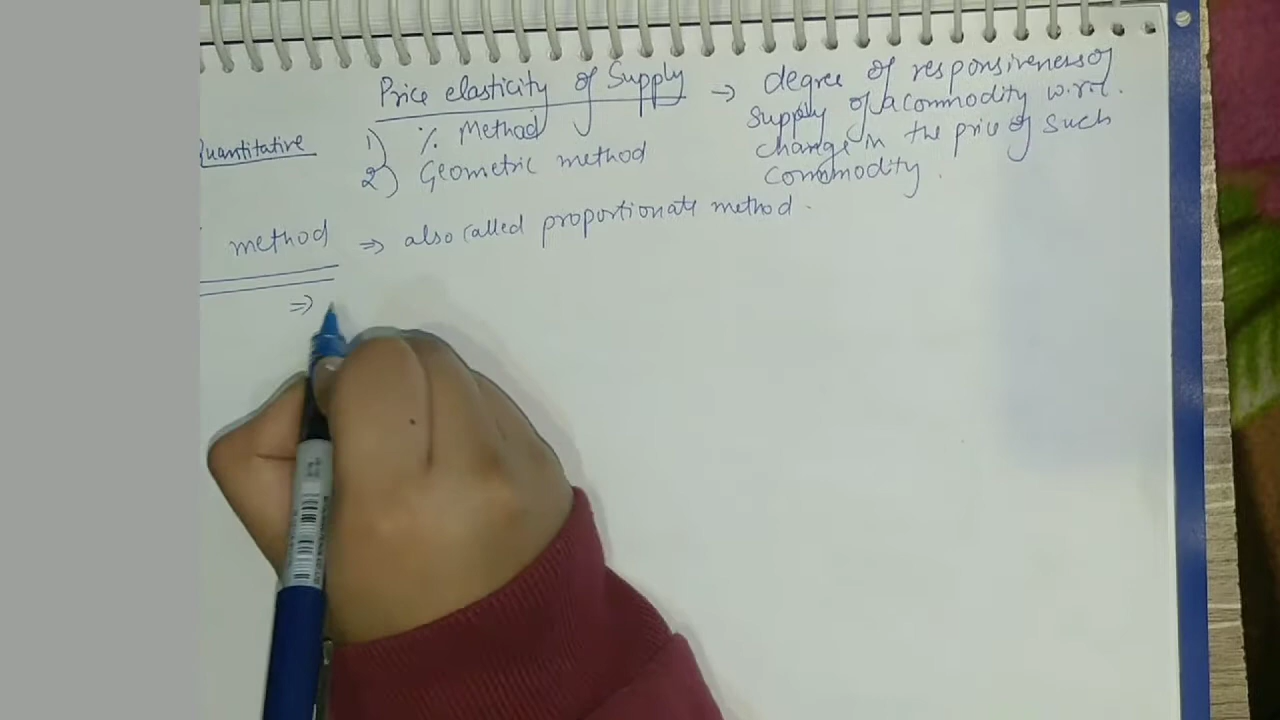 Price elasticity of Supply → degree of responsiveness of
supply of a commodity w.r.t.
change in the price of such
commodity.
Quantitative
1) % Method
2) Geometric method
method ⇒ also called proportionate method.
⇒